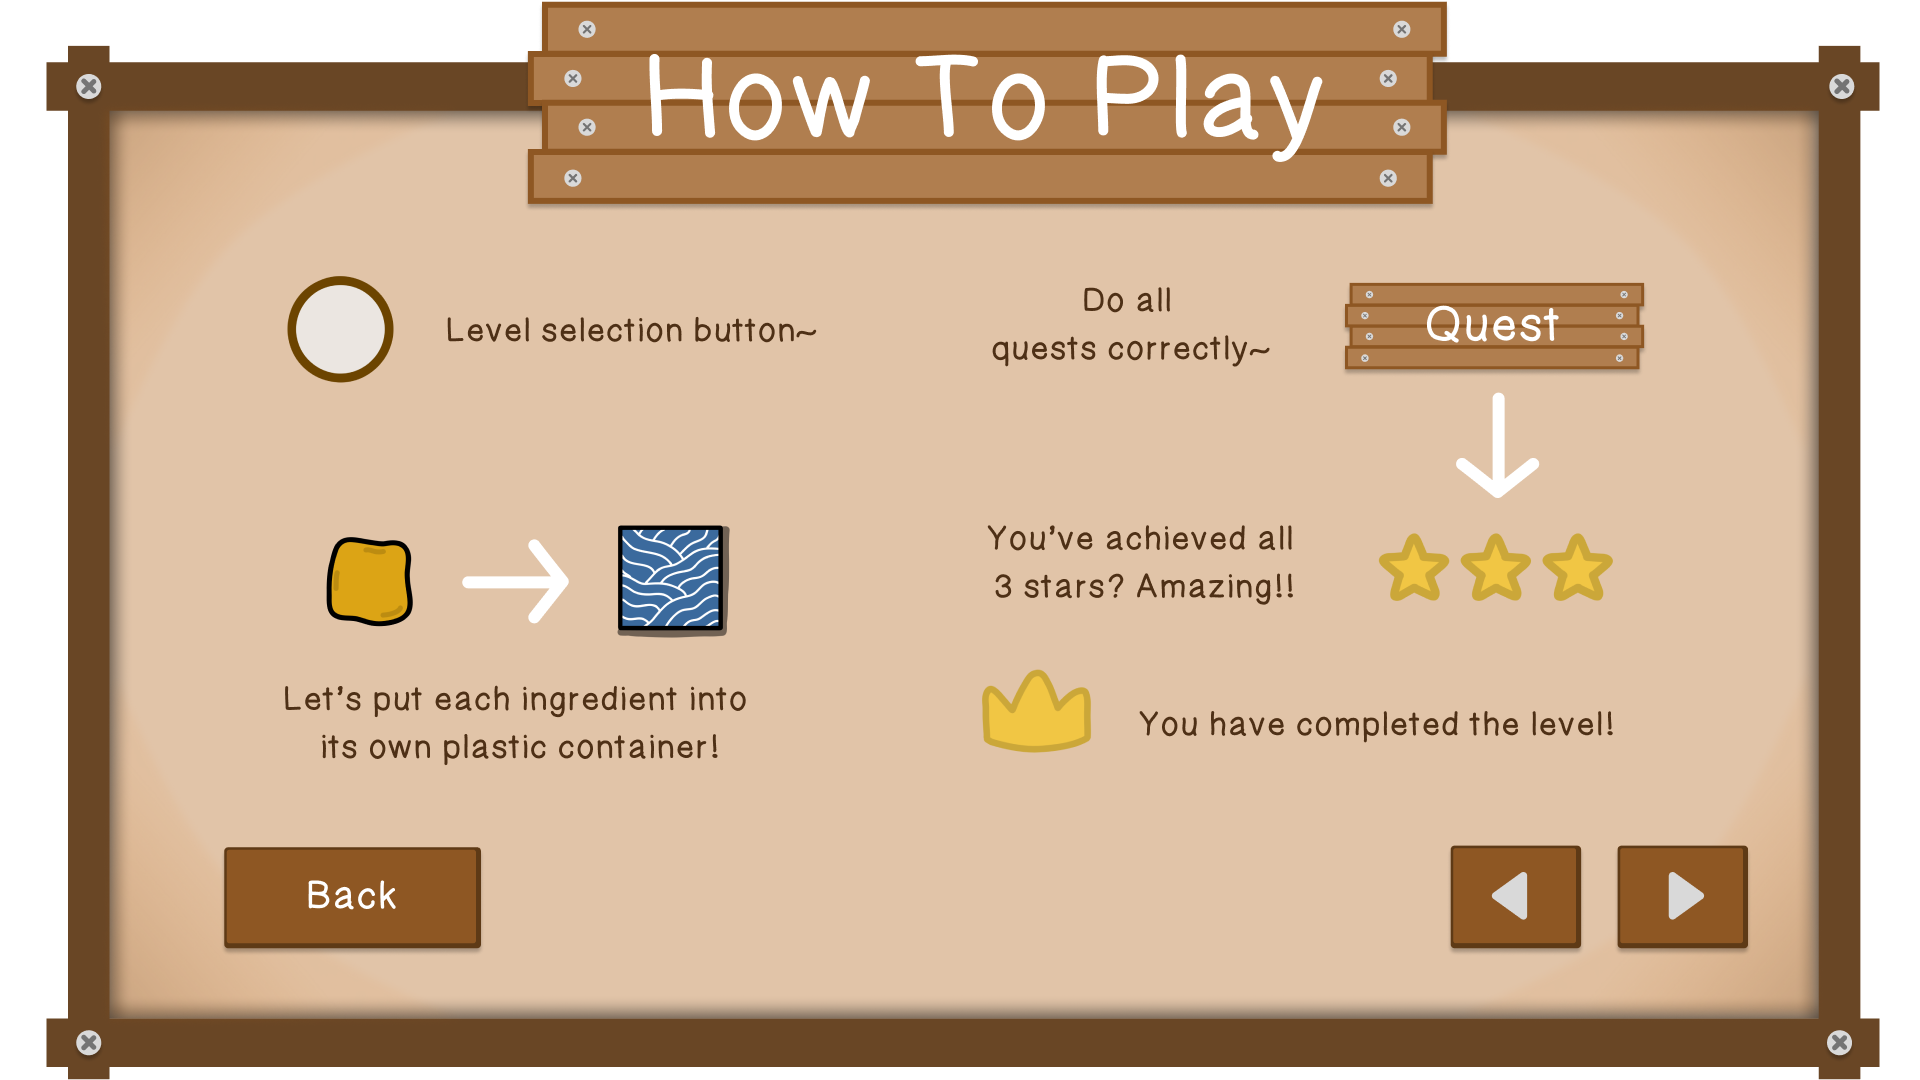 How To Play
Level selection button~
Do all
quests correctly~
Quest
Let's put each ingredient into
its own plastic container!
You've achieved all
3 stars? Amazing!!
You have completed the level!
Back